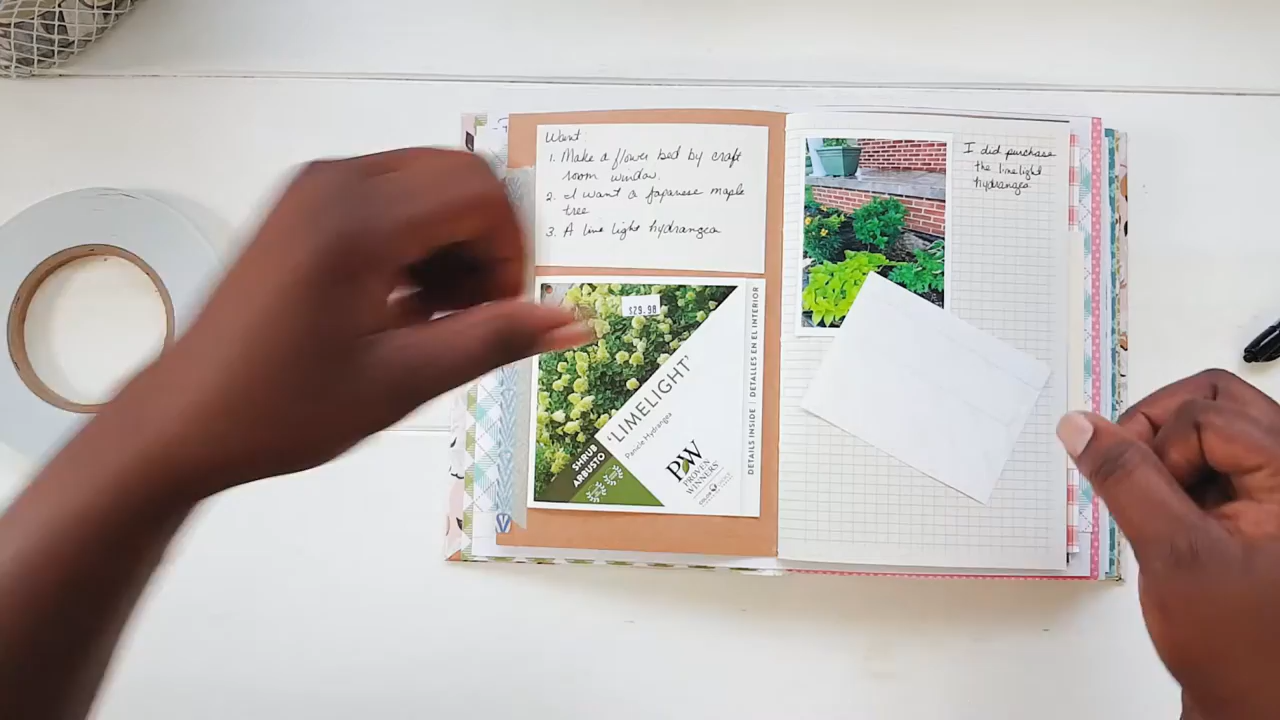 Want
1. Make a flower bed by craft
room window.
2. I want a Japanese maple
tree
3. A lime light hydrangea
$29.98
'LIMELIGHT'
Panicle Hydrangea
SHRUB
ARBUSTO
PW
PROVEN
WINNERS
DETAILS INSIDE | DETALLES EN EL INTERIOR
I did purchase
the limelight
hydrangea